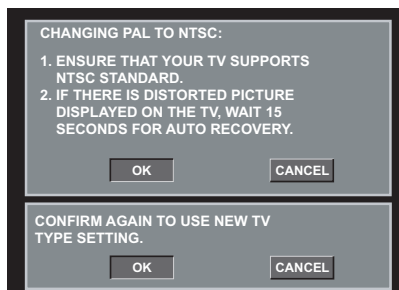 CHANGING PAL TO NTSC:
1. ENSURE THAT YOUR TV SUPPORTS
NTSC STANDARD.
2. IF THERE IS DISTORTED PICTURE
DISPLAYED ON THE TV, WAIT 15
SECONDS FOR AUTO RECOVERY.
OK CANCEL
CONFIRM AGAIN TO USE NEW TV
TYPE SETTING.
OK CANCEL